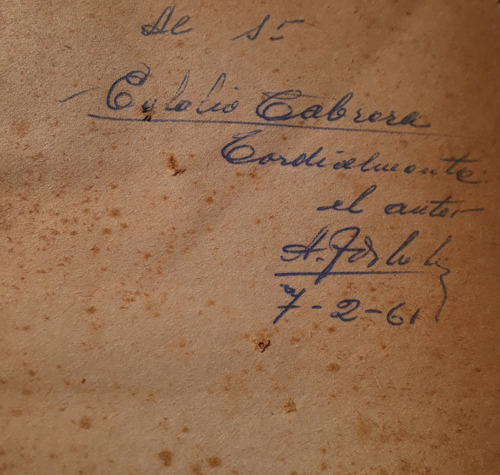 Al Sr
Eulalio Cabrera
Cordialmente
el autor
7-2-61